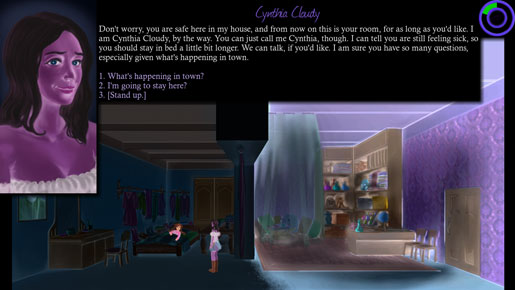 Cynthia Cloudy
Don't worry, you are safe here in my house, and from now on this is your room, for as long as you'd like. I
am Cynthia Cloudy, by the way. You can just call me Cynthia, though. I can tell you are still feeling sick, so
you should stay in bed a little bit longer. We can talk, if you'd like. I am sure you have so many questions,
especially given what's happening in town.
1. What's happening in town?
2. I'm going to stay here?
3. [Stand up.]